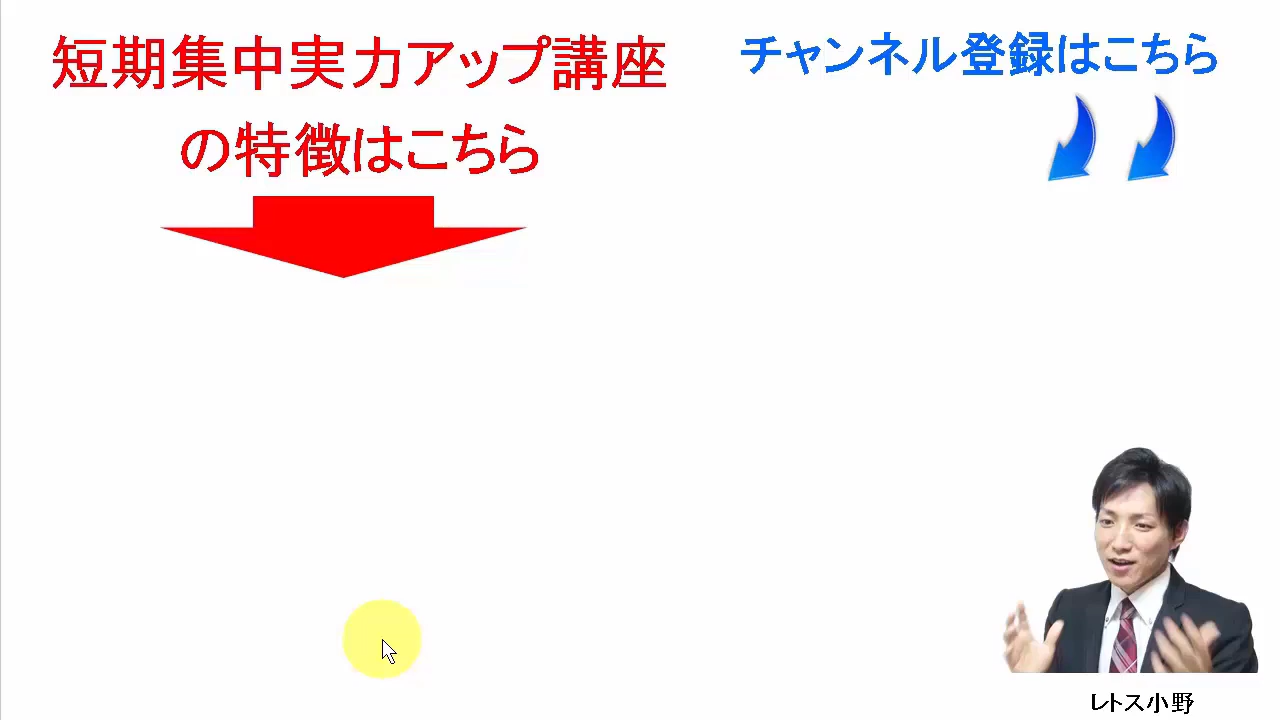 短期集中実力アップ講座
の特徴はこちら
チャンネル登録はこちら
レトス小野